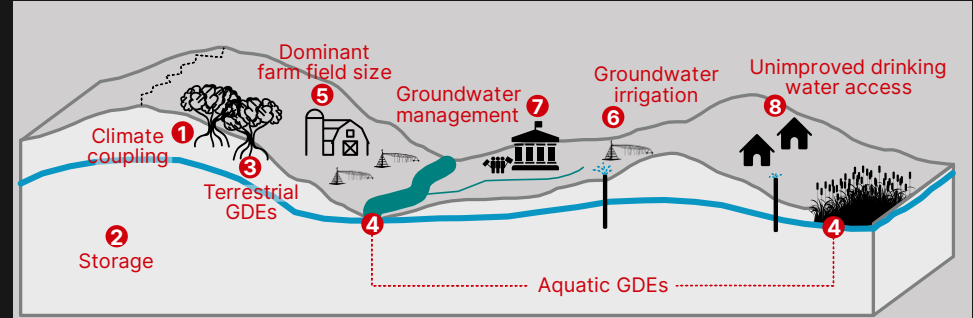 Dominant
farm field size
5
Groundwater
management
7
Groundwater
irrigation
6
Unimproved drinking
water access
8
Climate
coupling
1
3
Terrestrial
GDEs
2
Storage
4
4
Aquatic GDEs